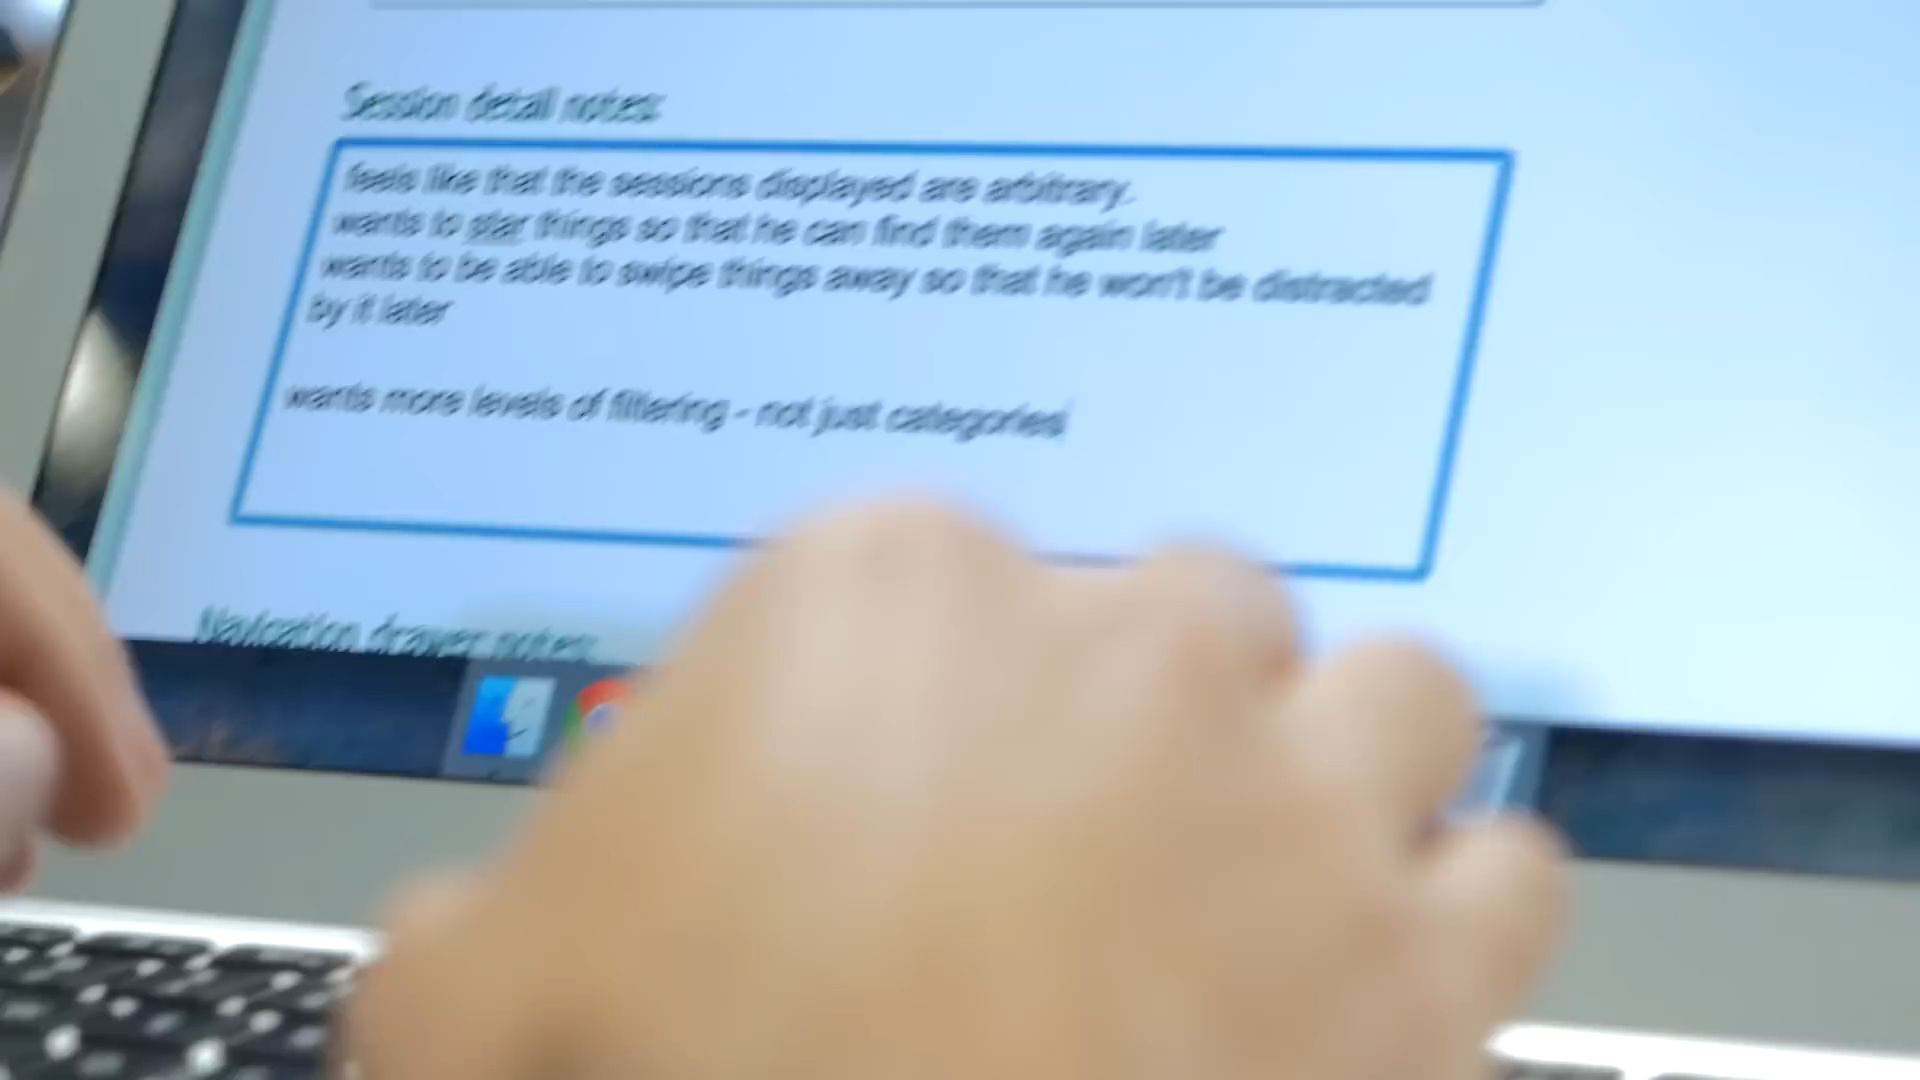 Session detail notes:
feels like that the sessions displayed are arbitrary.
wants to star things so that he can find them again later
wants to be able to swipe things away so that he won't be distracted
by it later
wants more levels of filtering - not just categories
Navigation drawer notes: